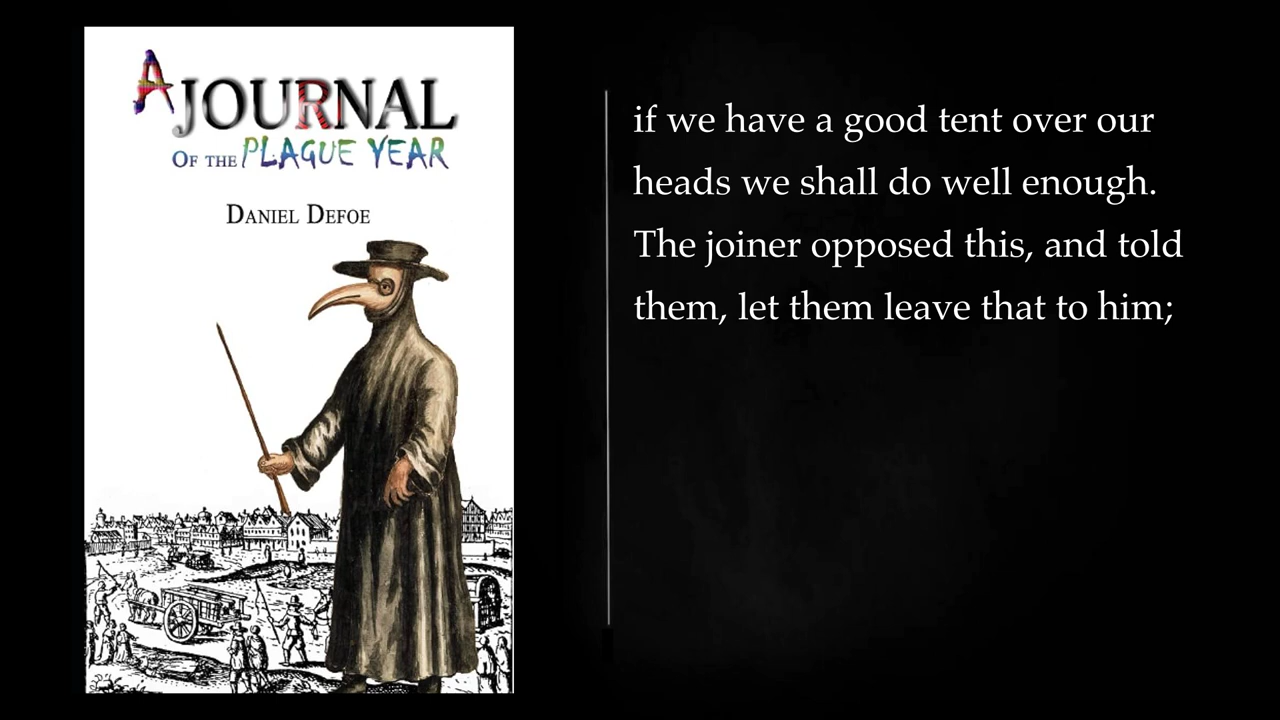 A JOURNAL
OF THE PLAGUE YEAR
DANIEL DEFOE
if we have a good tent over our
heads we shall do well enough.
The joiner opposed this, and told
them, let them leave that to him;